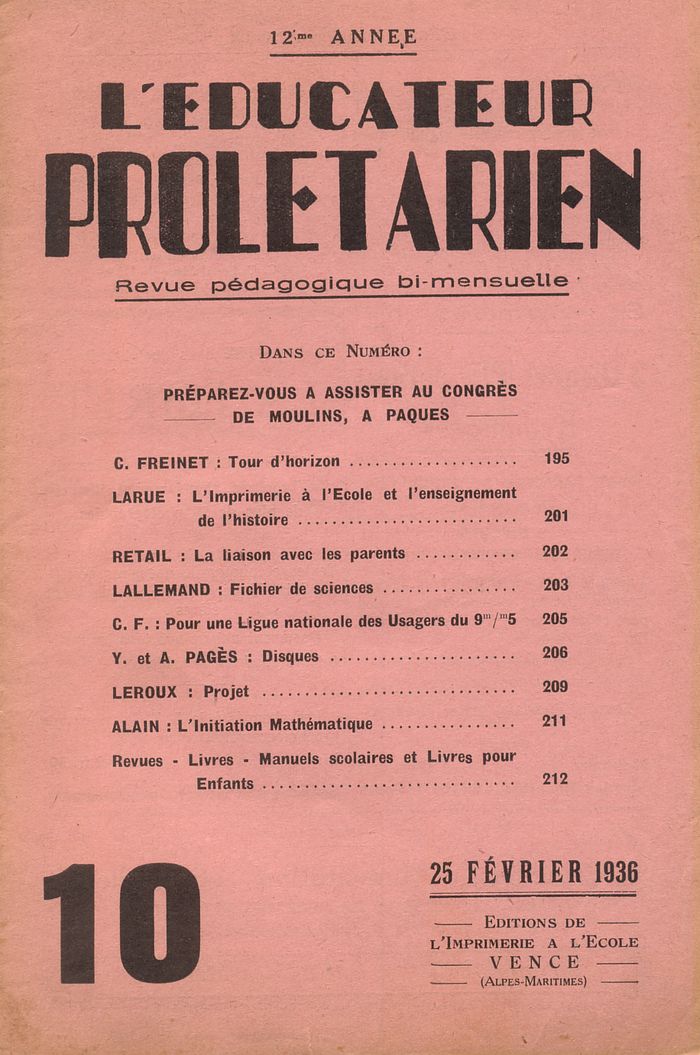 12me ANNEE
L'EDUCATEUR
PROLETARIEN
Revue pédagogique bi-mensuelle
DANS CE NUMÉRO :
PRÉPAREZ-VOUS A ASSISTER AU CONGRÈS
DE MOULINS, A PAQUES
C. FREINET : Tour d'horizon .................... 195
LARUE : L'Imprimerie à l'Ecole et l'enseignement
de l'histoire .......................... 201
RETAIL : La liaison avec les parents ............ 202
LALLEMAND : Fichier de sciences ................ 203
C. F. : Pour une Ligue nationale des Usagers du 9m/m5 205
Y. et A. PAGÈS : Disques ...................... 206
LEROUX : Projet .............................. 209
ALAIN : L'Initiation Mathématique ................ 211
Revues - Livres - Manuels scolaires et Livres pour
Enfants .............................. 212
10
25 FÉVRIER 1936
EDITIONS DE
L'IMPRIMERIE A L'ECOLE
VENCE
(ALPES-MARITIMES)